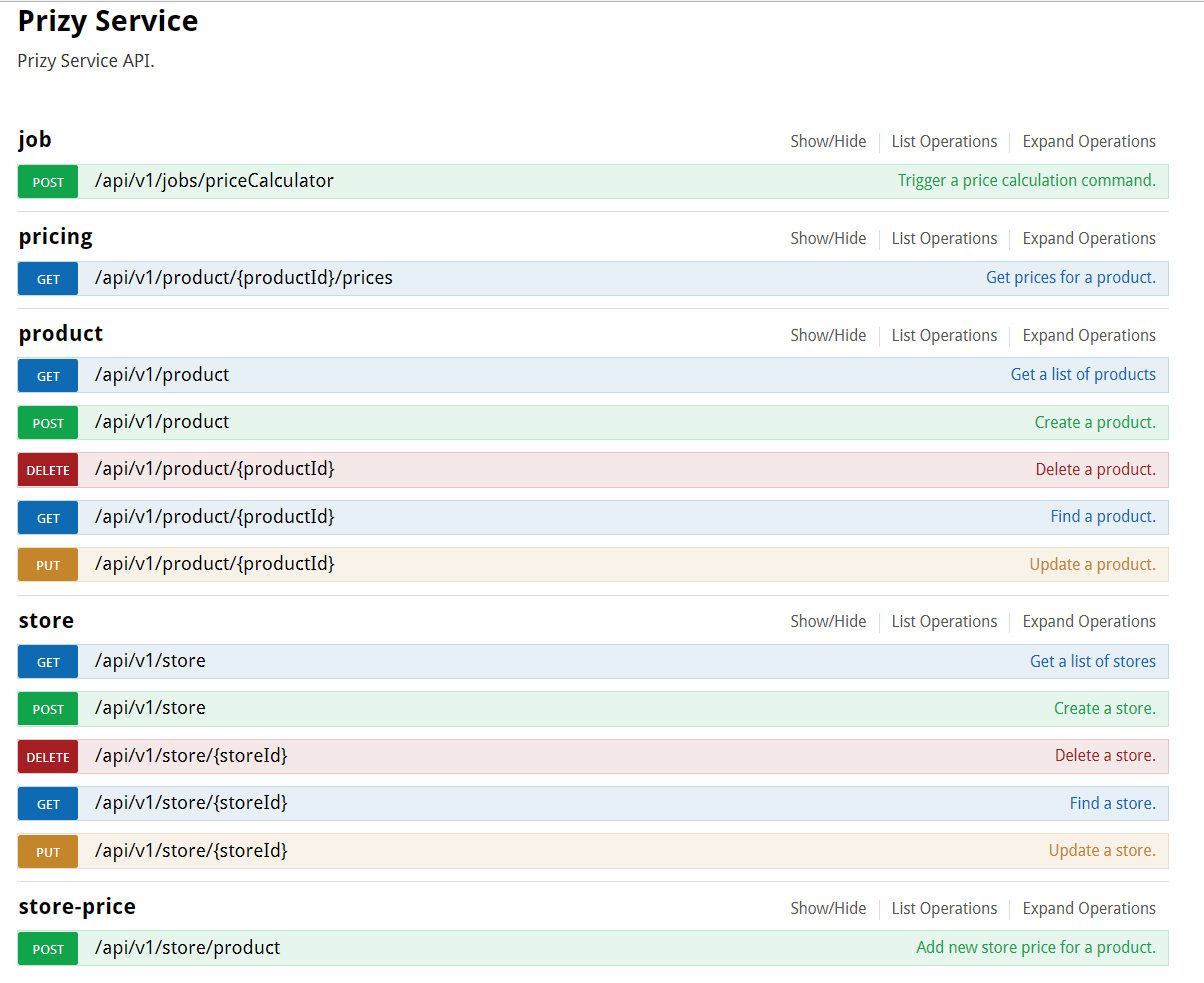 Prizy Service
Prizy Service API.
job Show/Hide List Operations Expand Operations
POST /api/v1/jobs/priceCalculator Trigger a price calculation command.
pricing Show/Hide List Operations Expand Operations
GET /api/v1/product/{productId}/prices Get prices for a product.
product Show/Hide List Operations Expand Operations
GET /api/v1/product Get a list of products
POST /api/v1/product Create a product.
DELETE /api/v1/product/{productId} Delete a product.
GET /api/v1/product/{productId} Find a product.
PUT /api/v1/product/{productId} Update a product.
store Show/Hide List Operations Expand Operations
GET /api/v1/store Get a list of stores
POST /api/v1/store Create a store.
DELETE /api/v1/store/{storeId} Delete a store.
GET /api/v1/store/{storeId} Find a store.
PUT /api/v1/store/{storeId} Update a store.
store-price Show/Hide List Operations Expand Operations
POST /api/v1/store/product Add new store price for a product.